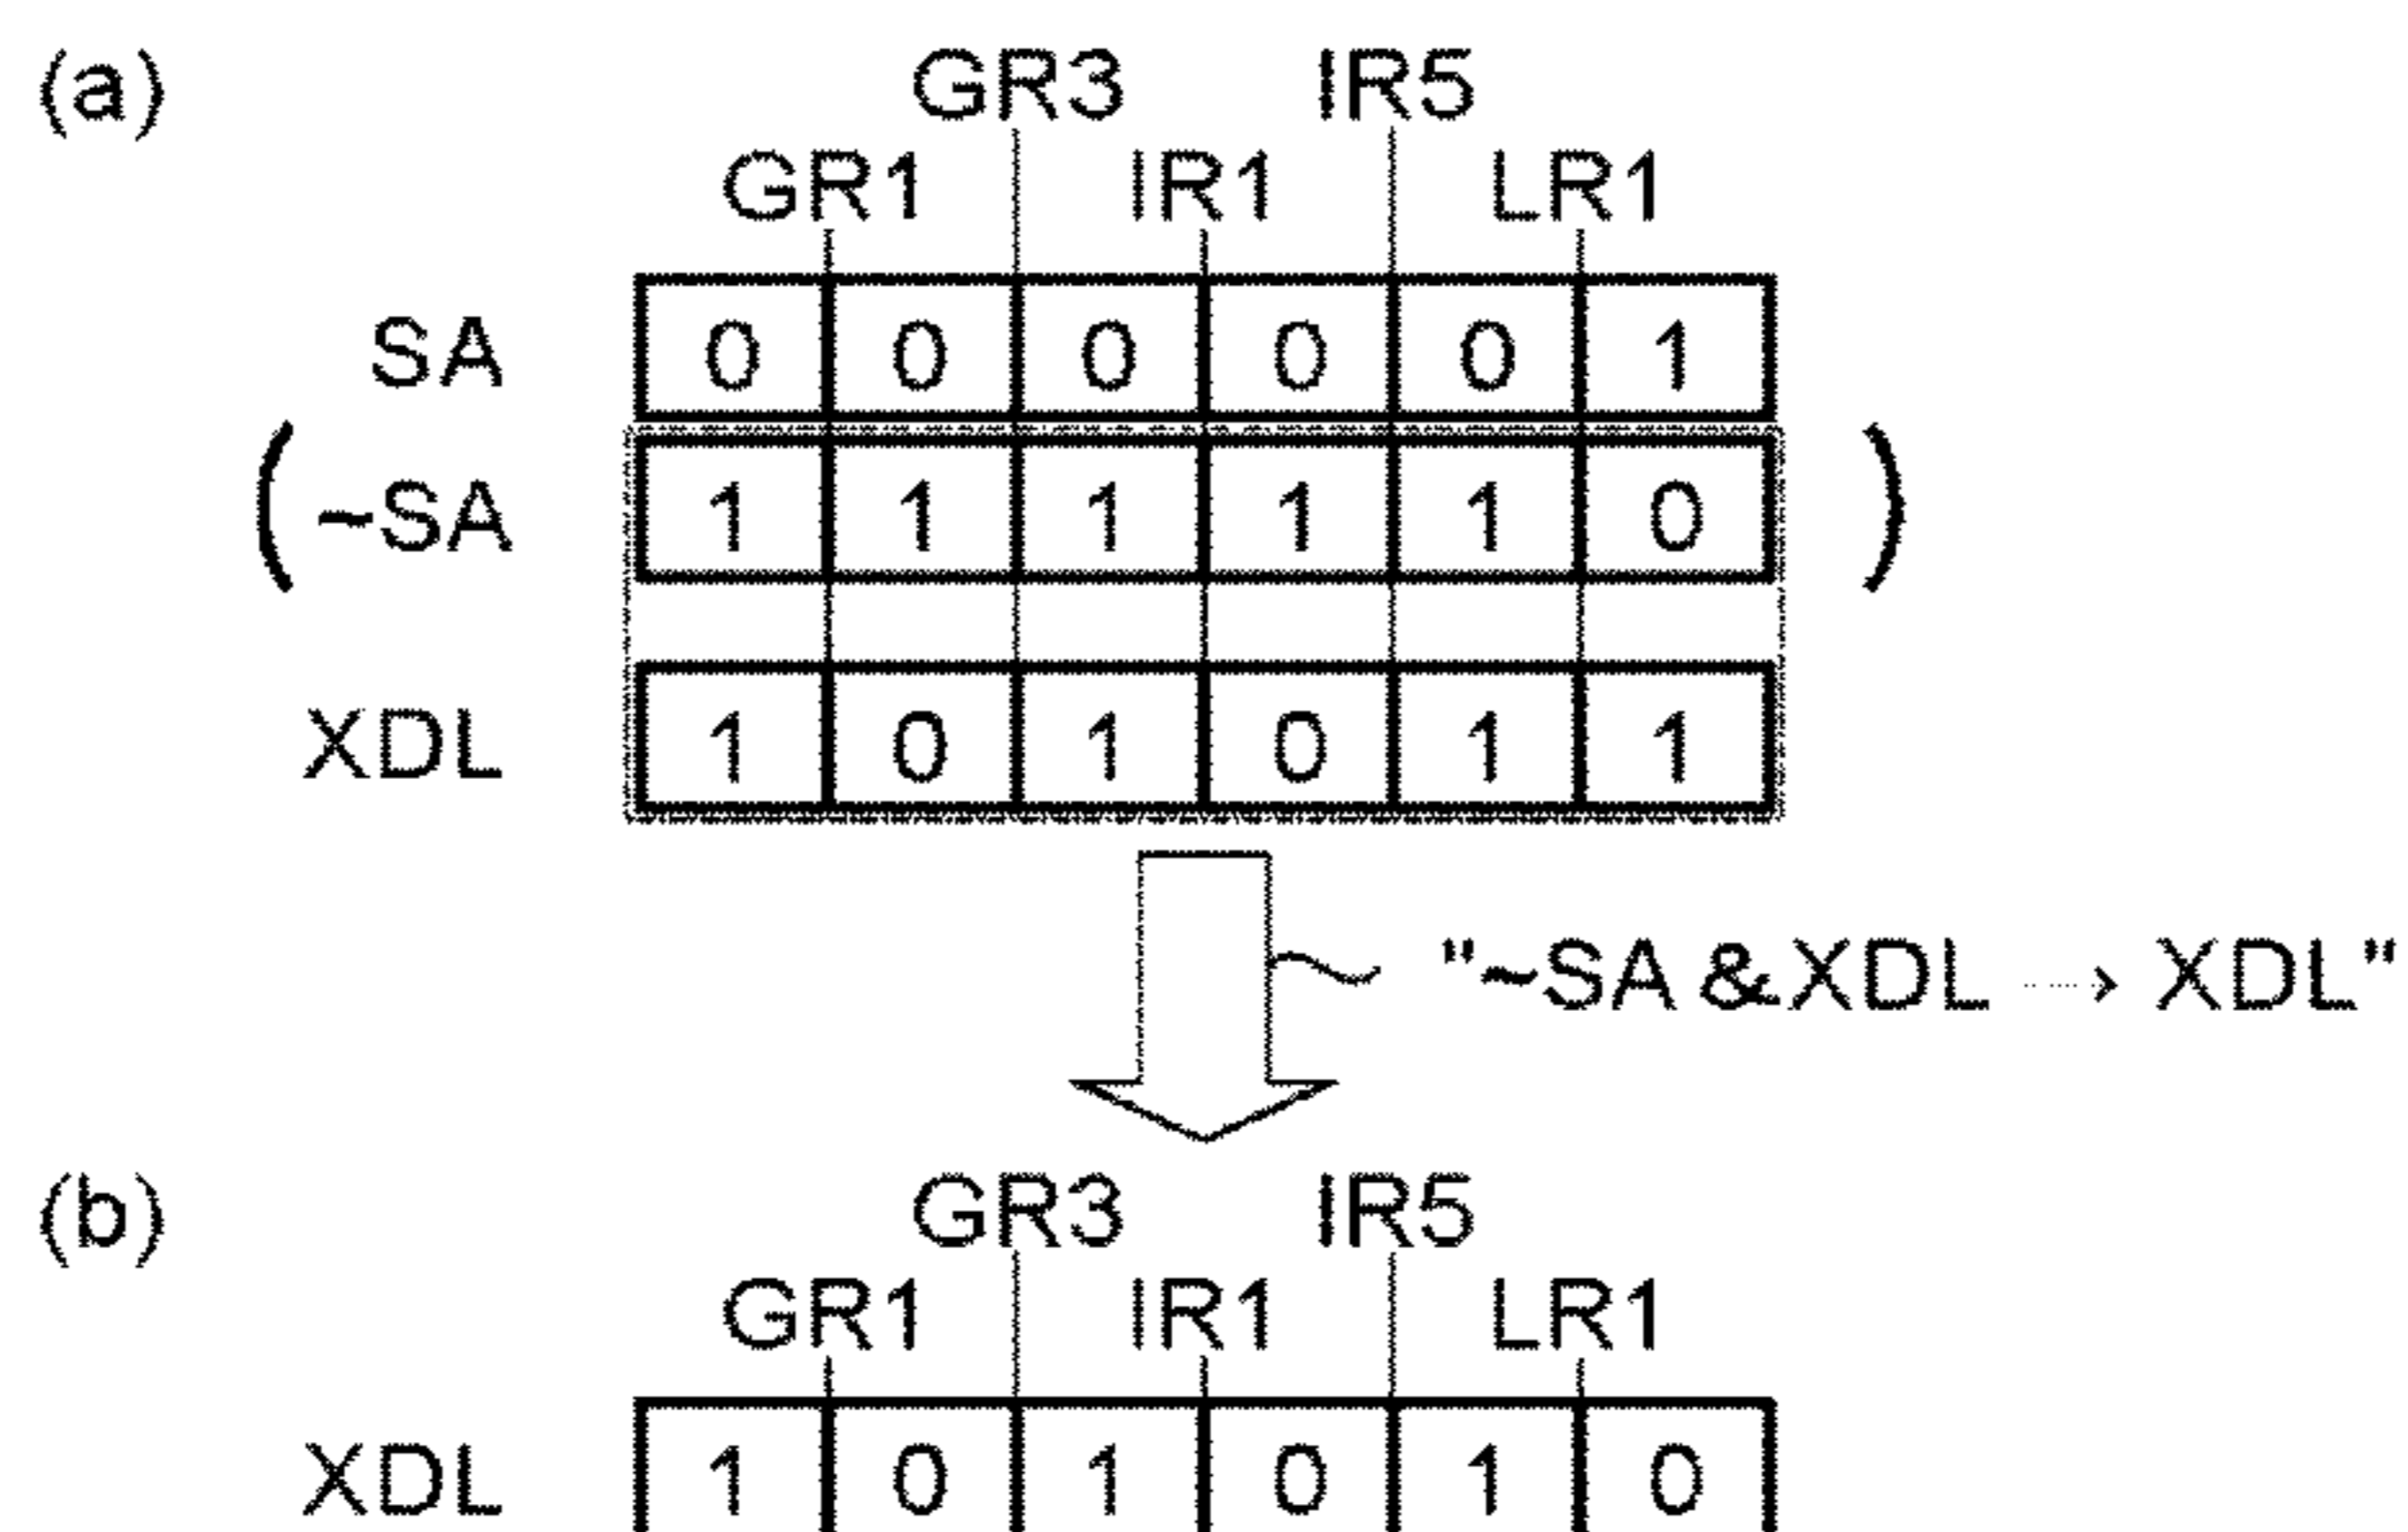 (a)
GR3 IR5
GR1 IR1 LR1
SA 0 0 0 0 0 1
( ~SA 1 1 1 1 1 0 )
XDL 1 0 1 0 1 1
"~SA & XDL → XDL"
(b)
GR3 IR5
GR1 IR1 LR1
XDL 1 0 1 0 1 0